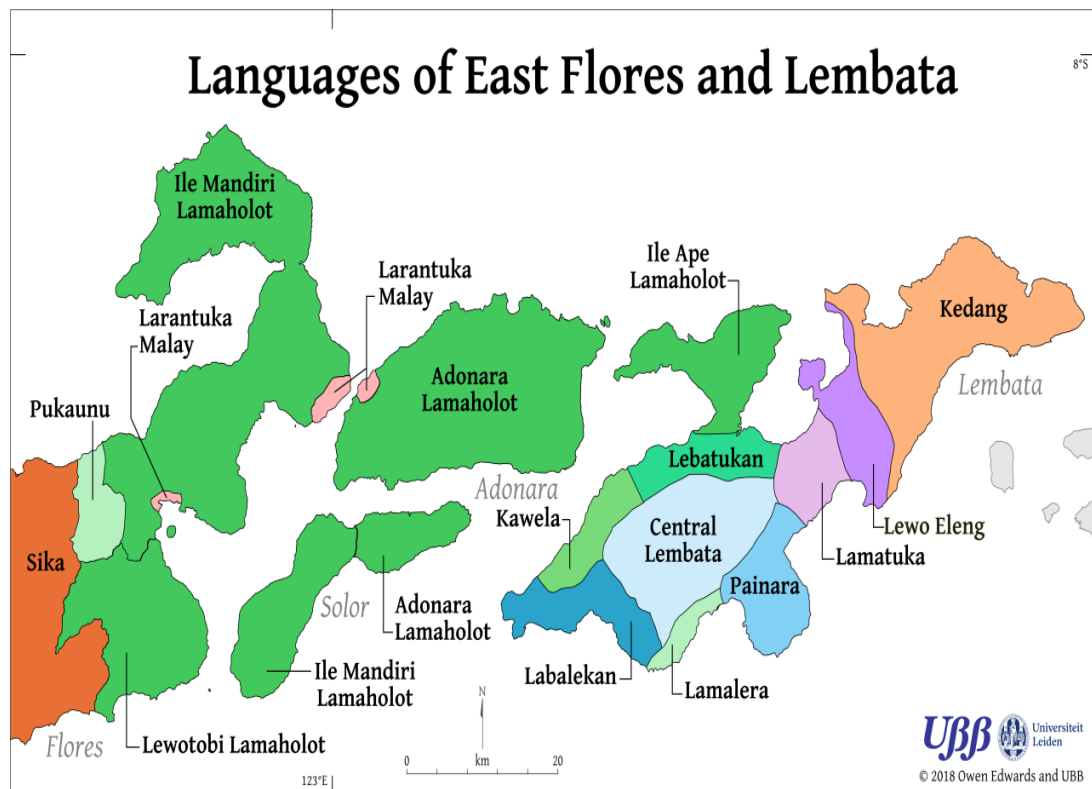 Languages of East Flores and Lembata
8°S
Ile Mandiri
Lamaholot
Larantuka
Malay
Ile Ape
Lamaholot
Kedang
Larantuka
Malay
Adonara
Lamaholot
Lembata
Pukaunu
Lebatukan
Adonara
Kawela
Central
Lembata
Lewo Eleng
Lamatuka
Sika
Painara
Solor
Adonara
Lamaholot
Ile Mandiri
Lamaholot
Labalekan
Lamalera
N
Flores
Lewotobi Lamaholot
0
km
20
123°E
UBB
Universiteit
Leiden
© 2018 Owen Edwards and UBB